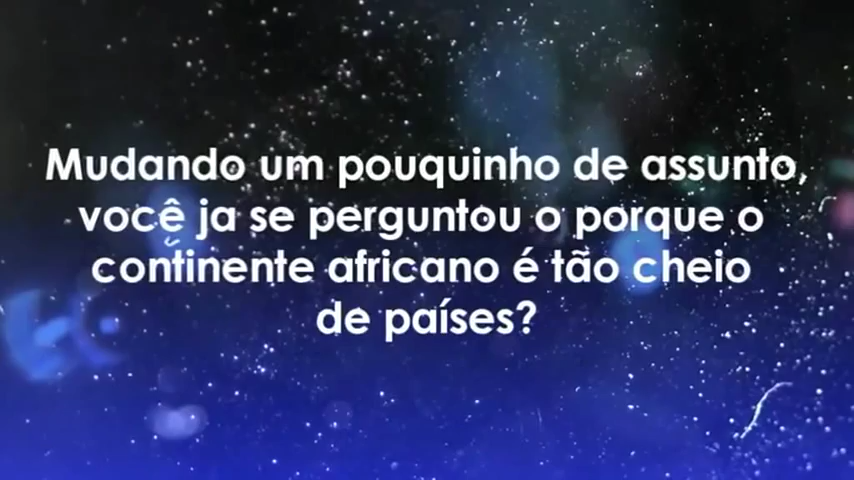 Mudando um pouquinho de assunto,
você ja se perguntou o porque o
continente africano é tão cheio
de países?